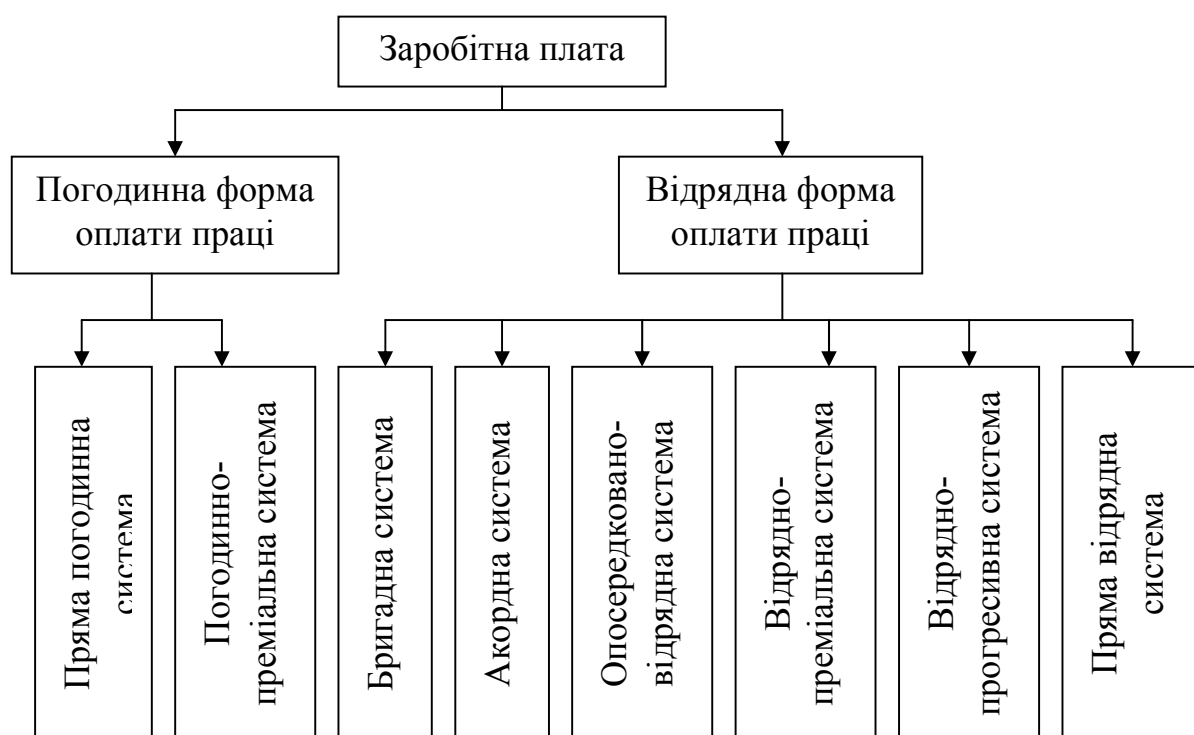 Заробітна плата
Погодинна форма
оплати праці
Відрядна форма
оплати праці
Пряма погодинна
система
Погодинно-
преміальна система
Бригадна система
Акордна система
Опосередковано-
відрядна система
Відрядно-
преміальна система
Відрядно-
прогресивна система
Пряма відрядна
система